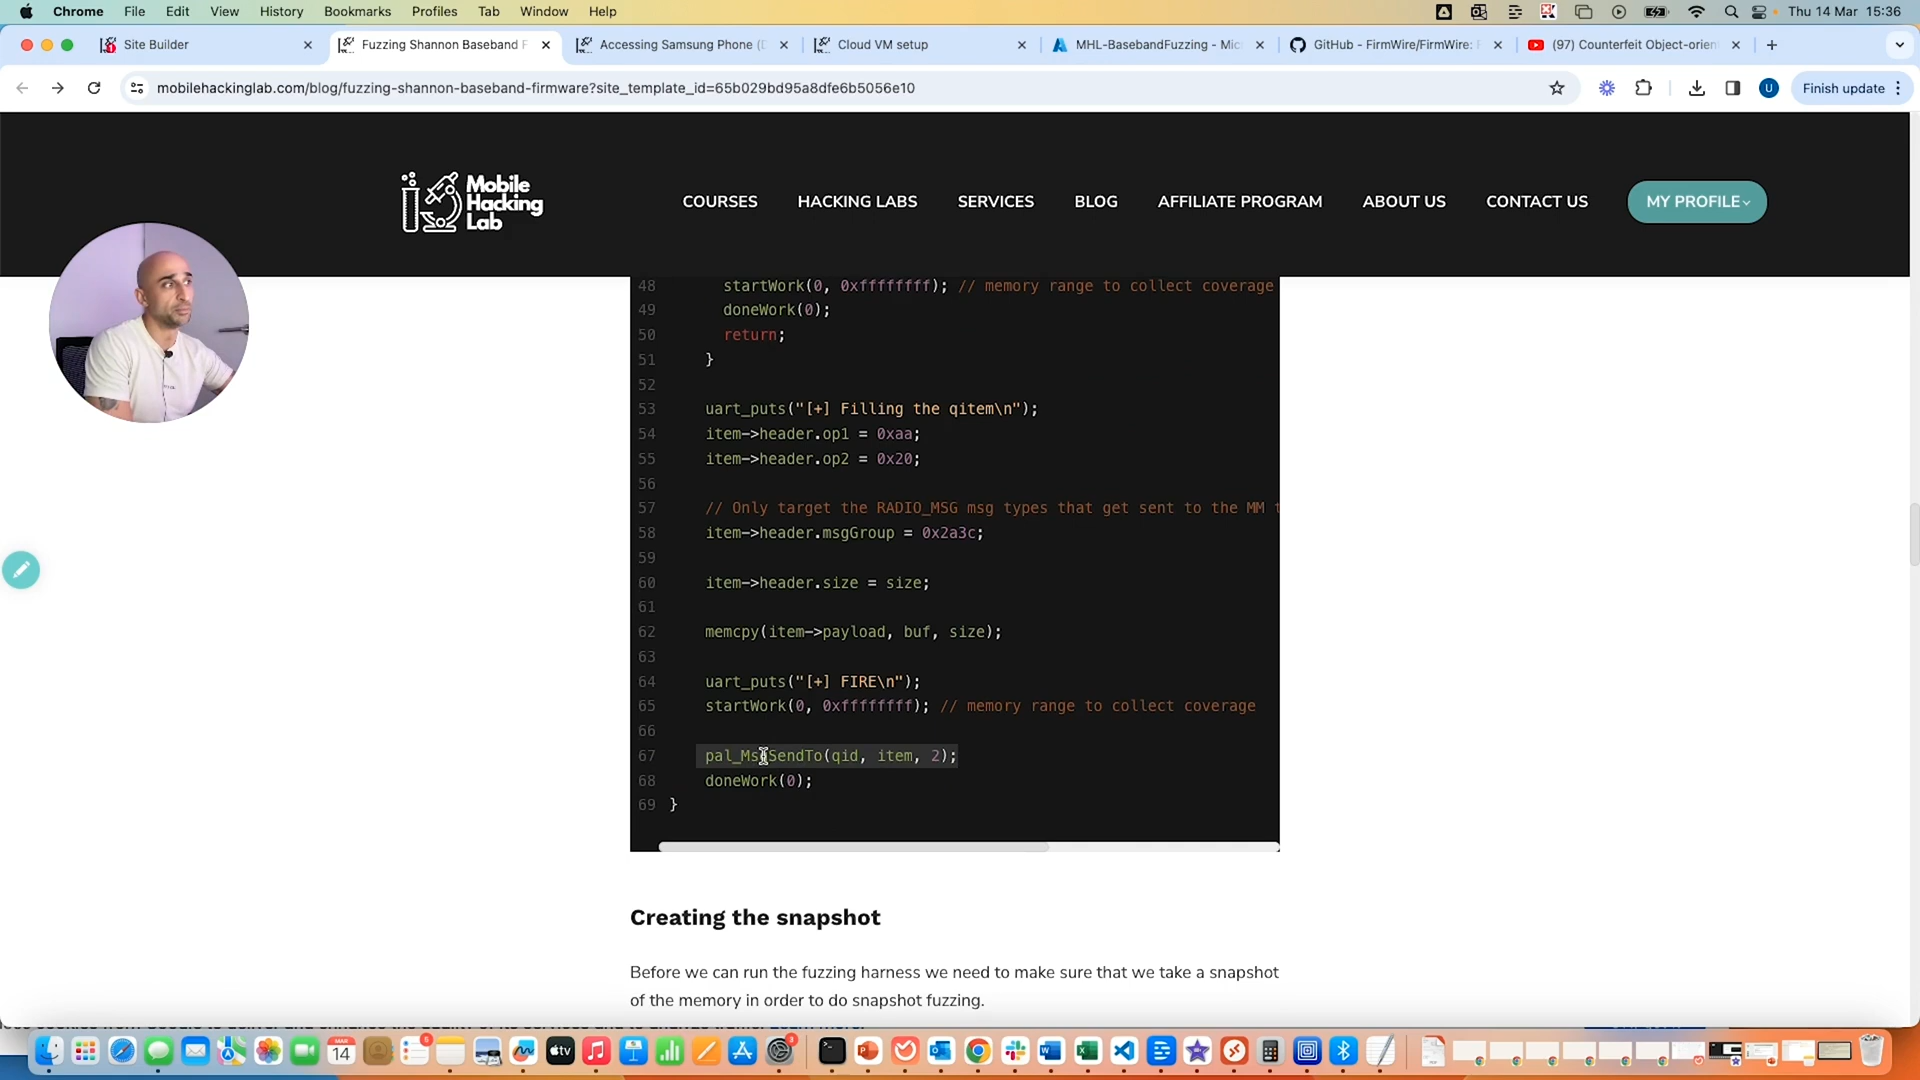 Chrome File Edit View History Bookmarks Profiles Tab Window Help Thu 14 Mar 15:36
Site Builder Fuzzing Shannon Baseband F Accessing Samsung Phone (D Cloud VM setup MHL-BasebandFuzzing - Mic GitHub - FirmWire/FirmWire: (97) Counterfeit Object-orien
mobilehackinglab.com/blog/fuzzing-shannon-baseband-firmware?site_template_id=65b029bd95a8dfe6b5056e10 U Finish update
Mobile
Hacking
Lab
COURSES HACKING LABS SERVICES BLOG AFFILIATE PROGRAM ABOUT US CONTACT US MY PROFILE
48 startWork(0, 0xffffffff); // memory range to collect coverage
49 doneWork(0);
50 return;
51 }
52
53 uart_puts("[+] Filling the qitem\n");
54 item->header.op1 = 0xaa;
55 item->header.op2 = 0x20;
56
57 // Only target the RADIO_MSG msg types that get sent to the MM t
58 item->header.msgGroup = 0x2a3c;
59
60 item->header.size = size;
61
62 memcpy(item->payload, buf, size);
63
64 uart_puts("[+] FIRE\n");
65 startWork(0, 0xffffffff); // memory range to collect coverage
66
67 pal_MsgSendTo(qid, item, 2);
68 doneWork(0);
69 }
Creating the snapshot
Before we can run the fuzzing harness we need to make sure that we take a snapshot
of the memory in order to do snapshot fuzzing.